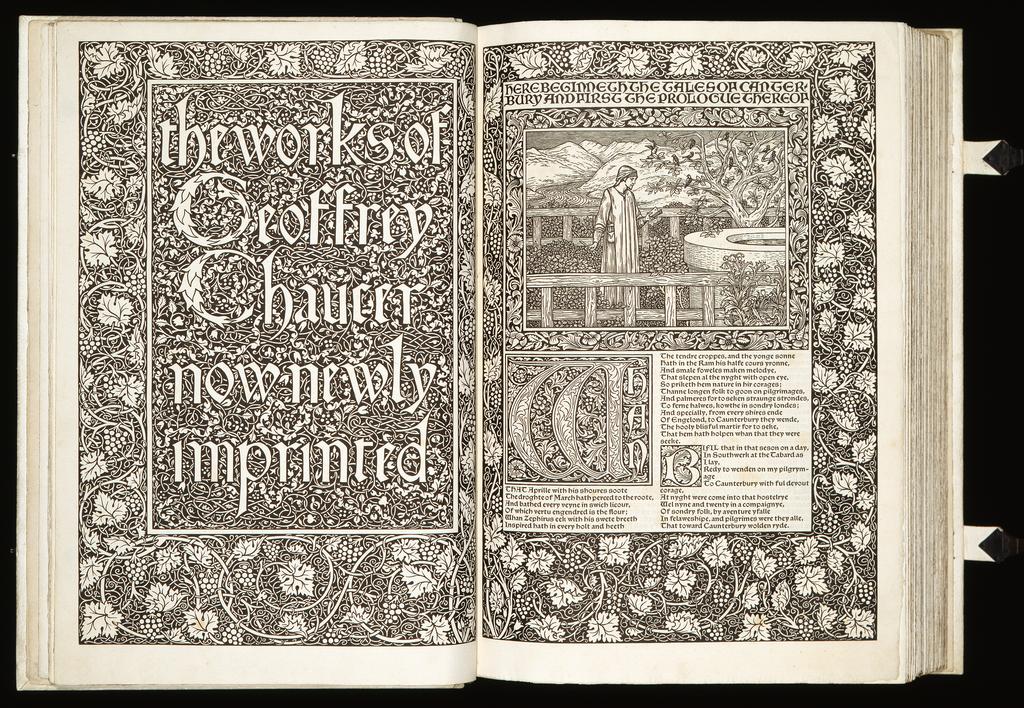 the works of
Geoffrey
Chaucer
now newly
imprinted
HERE BEGINNETH THE TALES OF CANTER-
BURY AND FIRST THE PROLOGUE THEREOF
WHAN
THAT Aprille with his shoures soote
The droghte of March hath perced to the roote,
And bathed every veyne in swich licour,
Of which vertu engendred is the flour;
Whan Zephirus eek with his swete breeth
Inspired hath in every holt and heeth
The tendre croppes, and the yonge sonne
Hath in the Ram his halfe cours yronne,
And smale foweles maken melodye,
That slepen al the nyght with open eye,
So priketh hem nature in hir corages;
Thanne longen folk to goon on pilgrimages,
And palmeres for to seken straunge strondes,
To ferne halwes, kowthe in sondry londes;
And specially, from every shires ende
Of Engelond, to Caunterbury they wende,
The hooly blisful martir for to seke,
That hem hath holpen whan that they were
seeke.
BIFIL that in that seson on a day,
In Southwerk at the Tabard as
I lay,
Redy to wenden on my pilgrym-
age
To Caunterbury with ful devout
corage,
At nyght were come into that hostelrye
Wel nyne and twenty in a compaignye,
Of sondry folk, by aventure yfalle
In felaweshipe, and pilgrimes were they alle,
That toward Caunterbury wolden ryde.